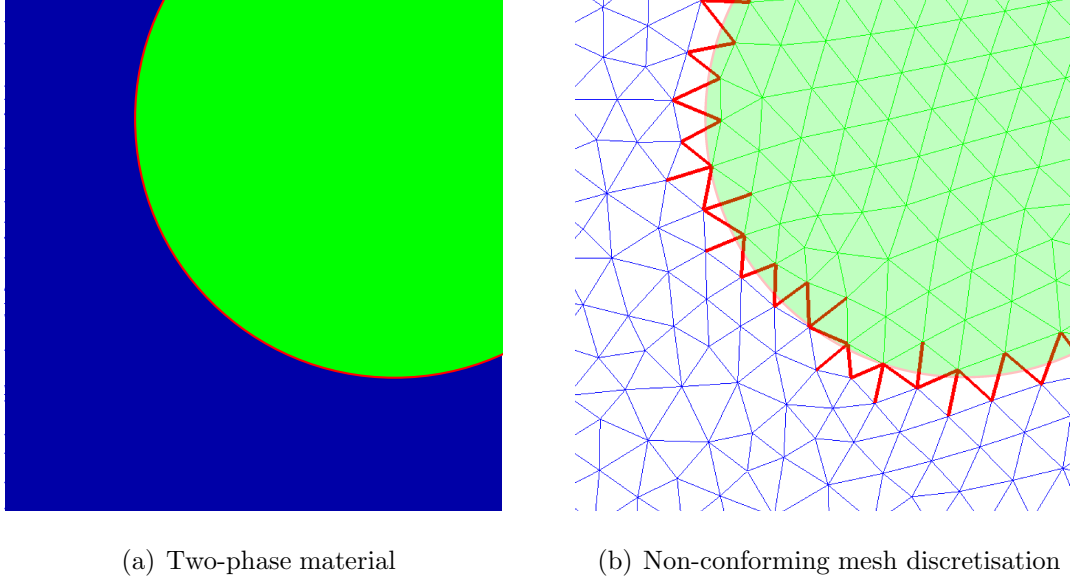 (a) Two-phase material
(b) Non-conforming mesh discretisation